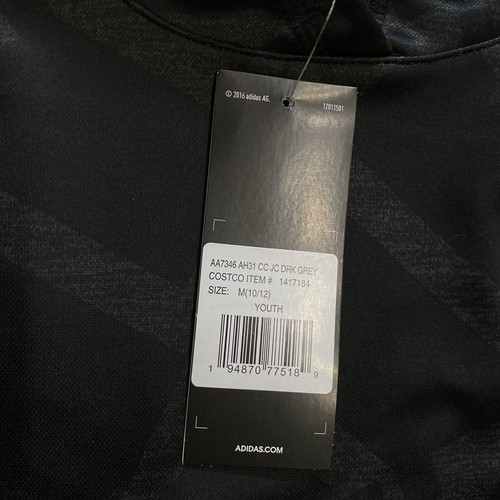 © 2016 adidas AG.
12011501
AA7346 AH31 CC JC DRK GREY
COSTCO ITEM # 1417184
SIZE: M(10/12)
YOUTH
1 94870 77518 9
ADIDAS.COM